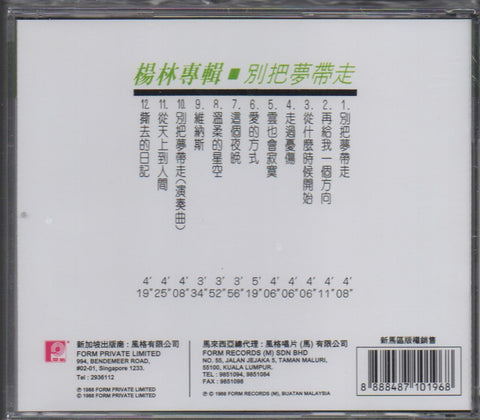 楊林專輯■別把夢帶走
1.別把夢帶走 4'08"
2.再給我一個方向 4'11"
3.從什麼時候開始 4'06"
4.走過憂傷 4'06"
5.雲也會寂寞 4'06"
6.愛的方式 5'19"
7.這個夜晚 3'56"
8.溫柔的星空 3'52"
9.維納斯 3'34"
10.別把夢帶走(演奏曲) 4'08"
11.從天上到人間 4'25"
12.撕去的日記 4'19"
新加坡出版商：風格有限公司
FORM PRIVATE LIMITED
994, BENDEMEER ROAD,
#02-01, Singapore 1233.
Tel : 2936112
℗ 1988 FORM PRIVATE LIMITED
© 1988 FORM PRIVATE LIMITED
馬來西亞總代理：風格唱片(馬)有限公司
FORM RECORDS (M) SDN BHD
NO. 55, JALAN JEJAKA 5, TAMAN MALURI,
55100, KUALA LUMPUR.
TEL : 9851094, 9851084
FAX : 9851098
℗ © 1988 FORM RECORDS (M), BUATAN MALAYSIA
新馬區版權銷售
8 888487 101968